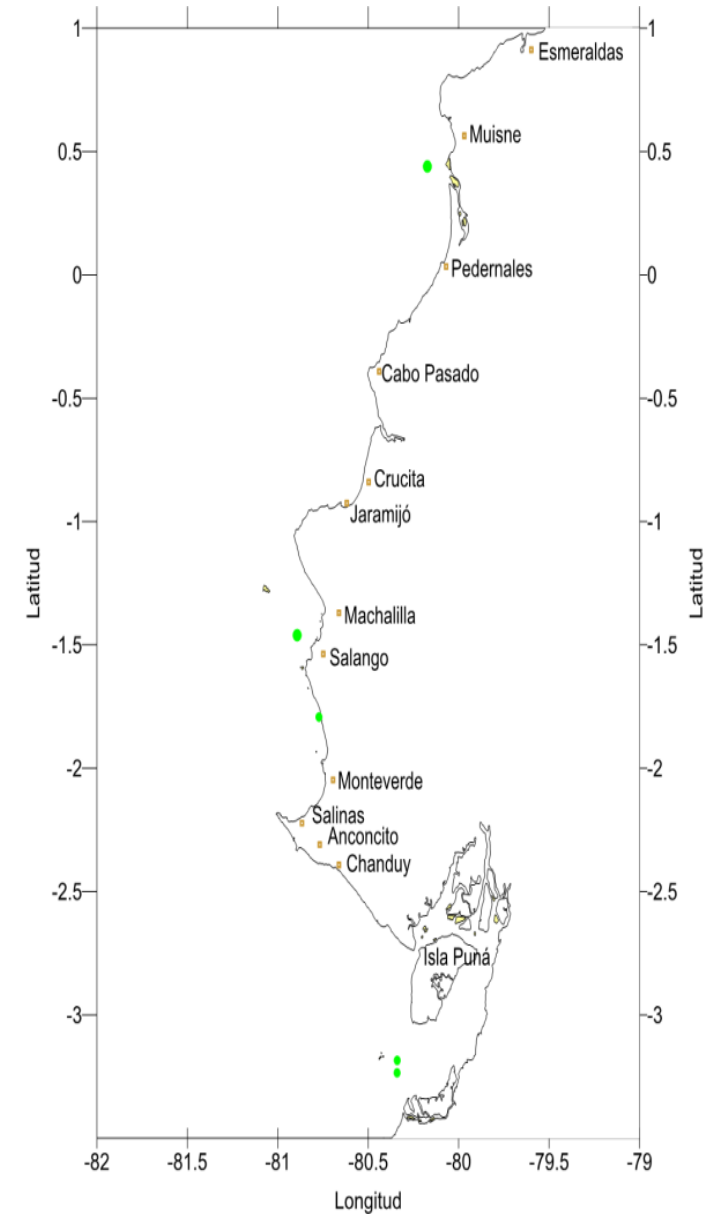 1 1
Esmeraldas
Muisne
0.5 0.5
Pedernales
0 0
Cabo Pasado
-0.5 -0.5
Crucita
Jaramijó
-1 -1
Latitud Latitud
Machalilla
-1.5 -1.5
Salango
-2 -2
Monteverde
Salinas
Anconcito
Chanduy
-2.5 -2.5
Isla Puná
-3 -3
-82 -81.5 -81 -80.5 -80 -79.5 -79
Longitud